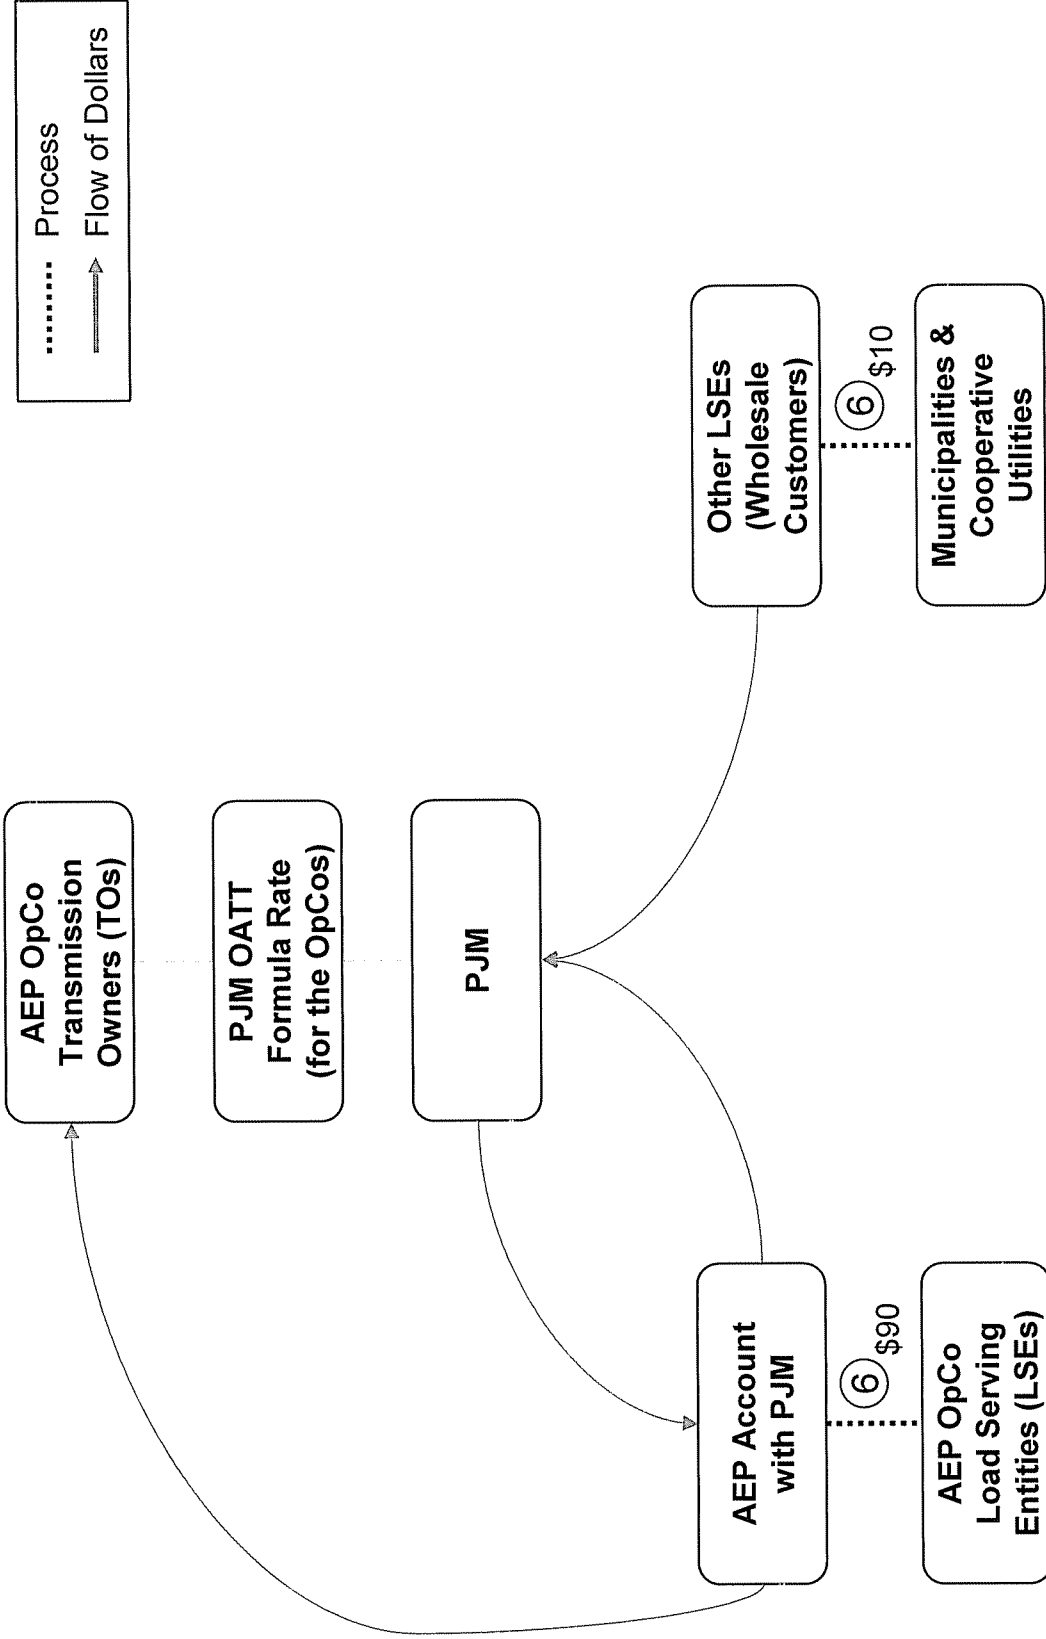 Process
Flow of Dollars
AEP OpCo
Transmission
Owners (TOs)
PJM OATT
Formula Rate
(for the OpCos)
PJM
AEP Account
with PJM
Other LSEs
(Wholesale
Customers)
6
$90
6
$10
AEP OpCo
Load Serving
Entities (LSEs)
Municipalities &
Cooperative
Utilities